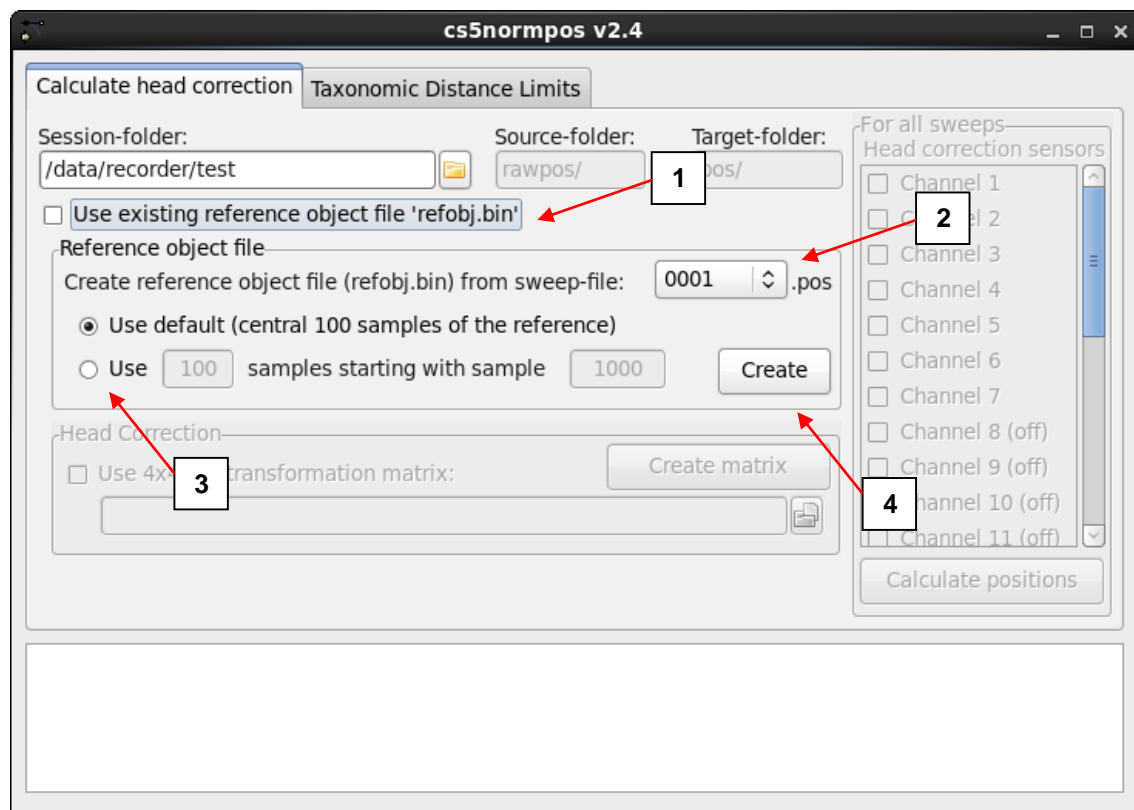 cs5normpos v2.4
Calculate head correction
Taxonomic Distance Limits
Session-folder:
Source-folder:
Target-folder:
/data/recorder/test
rawpos/
pos/
1
Use existing reference object file 'refobj.bin'
Reference object file
Create reference object file (refobj.bin) from sweep-file:
0001
.pos
2
Use default (central 100 samples of the reference)
Use 100 samples starting with sample 1000
Create
Head Correction
Use 4x transformation matrix:
Create matrix
3
4
For all sweeps
Head correction sensors
Channel 1
2
Channel 3
Channel 4
Channel 5
Channel 6
Channel 7
Channel 8 (off)
Channel 9 (off)
Channel 10 (off)
Channel 11 (off)
Calculate positions